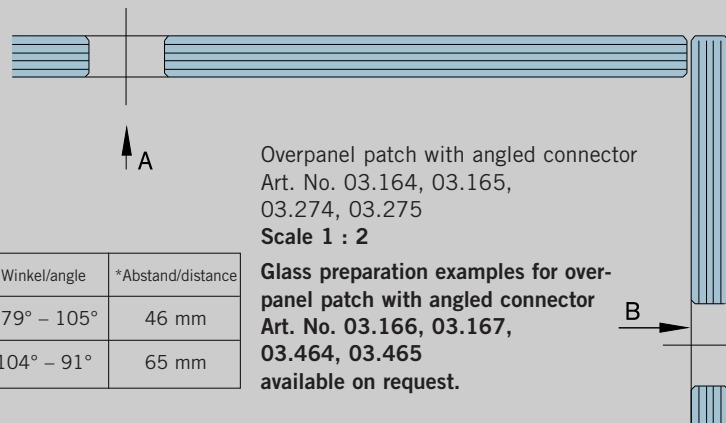 A
Overpanel patch with angled connector
Art. No. 03.164, 03.165,
03.274, 03.275
Scale 1 : 2
Glass preparation examples for over-
panel patch with angled connector
Art. No. 03.166, 03.167,
03.464, 03.465
available on request.
B
Winkel/angle *Abstand/distance
79° – 105° 46 mm
104° – 91° 65 mm